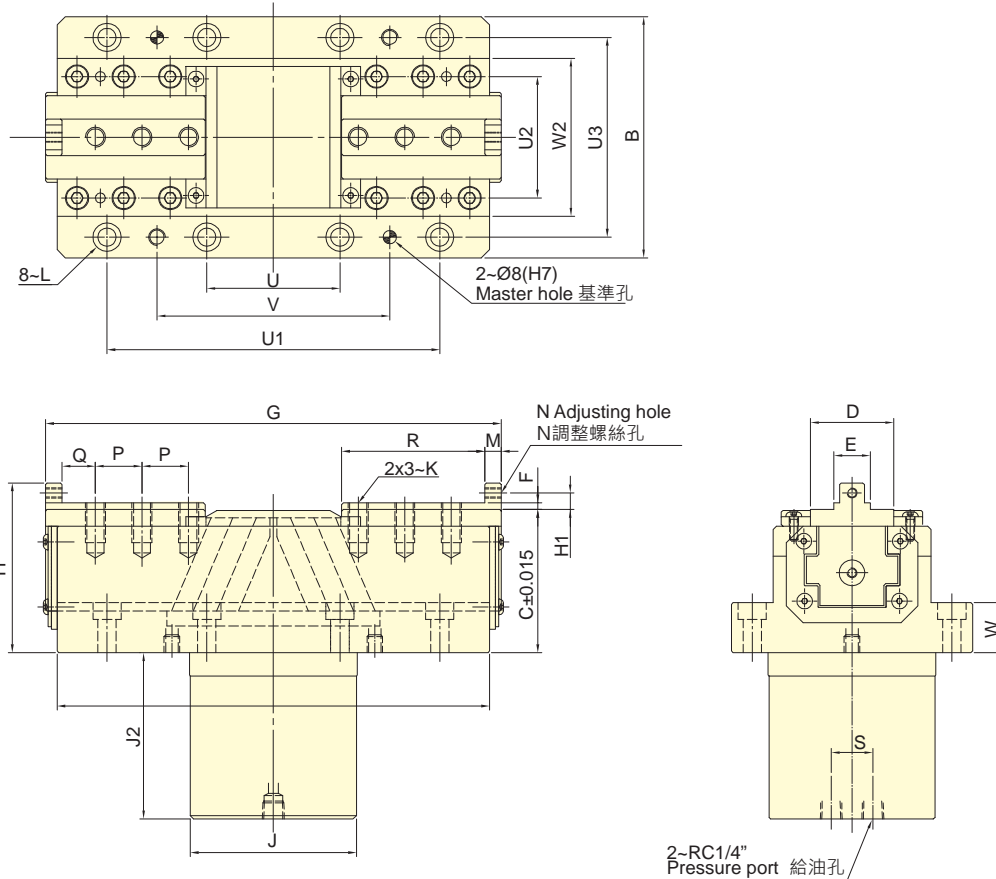 U2
W2
U3
B
8~L
2~Ø8(H7)
Master hole 基準孔
U
V
U1
G
N Adjusting hole
N調整螺絲孔
Q
P
P
R
M
2x3~K
F
H1
C±0.015
J2
J
D
E
W
S
2~RC1/4”
Pressure port 給油孔